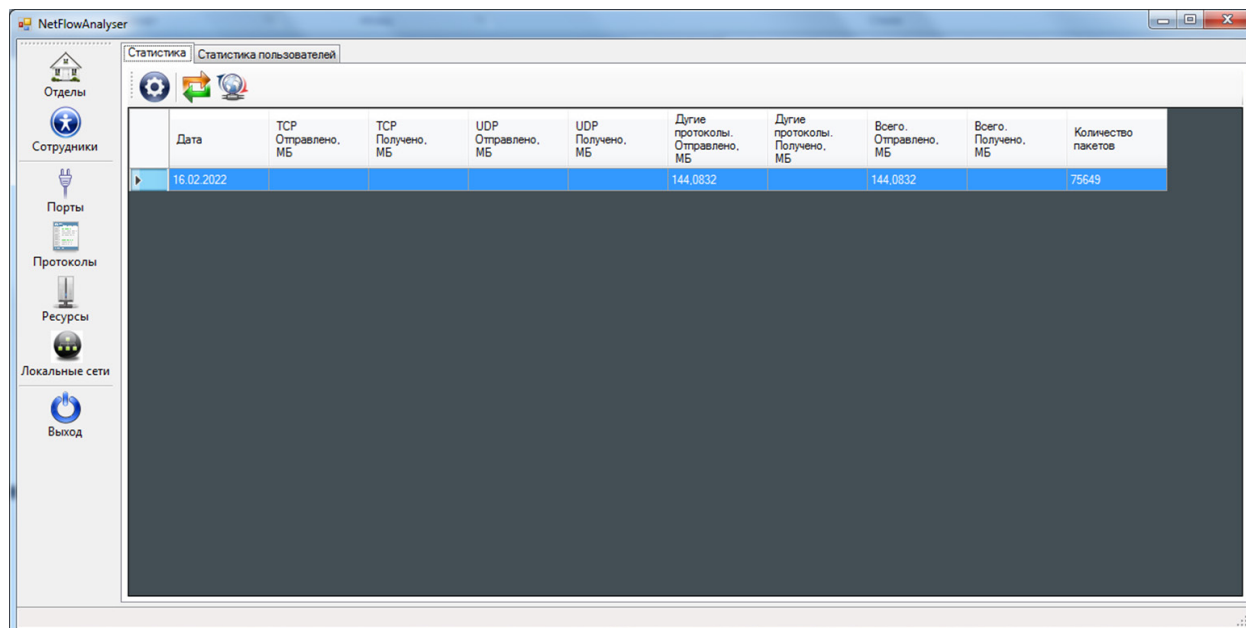 NetFlowAnalyser
Статистика Статистика пользователей
Отделы
Сотрудники
Порты
Протоколы
Ресурсы
Локальные сети
Выход
Дата
TCP
Отправлено,
МБ
TCP
Получено,
МБ
UDP
Отправлено,
МБ
UDP
Получено,
МБ
Дугие
протоколы.
Отправлено,
МБ
Дугие
протоколы.
Получено,
МБ
Всего.
Отправлено,
МБ
Всего.
Получено,
МБ
Количество
пакетов
16.02.2022 144,0832 144,0832 75649